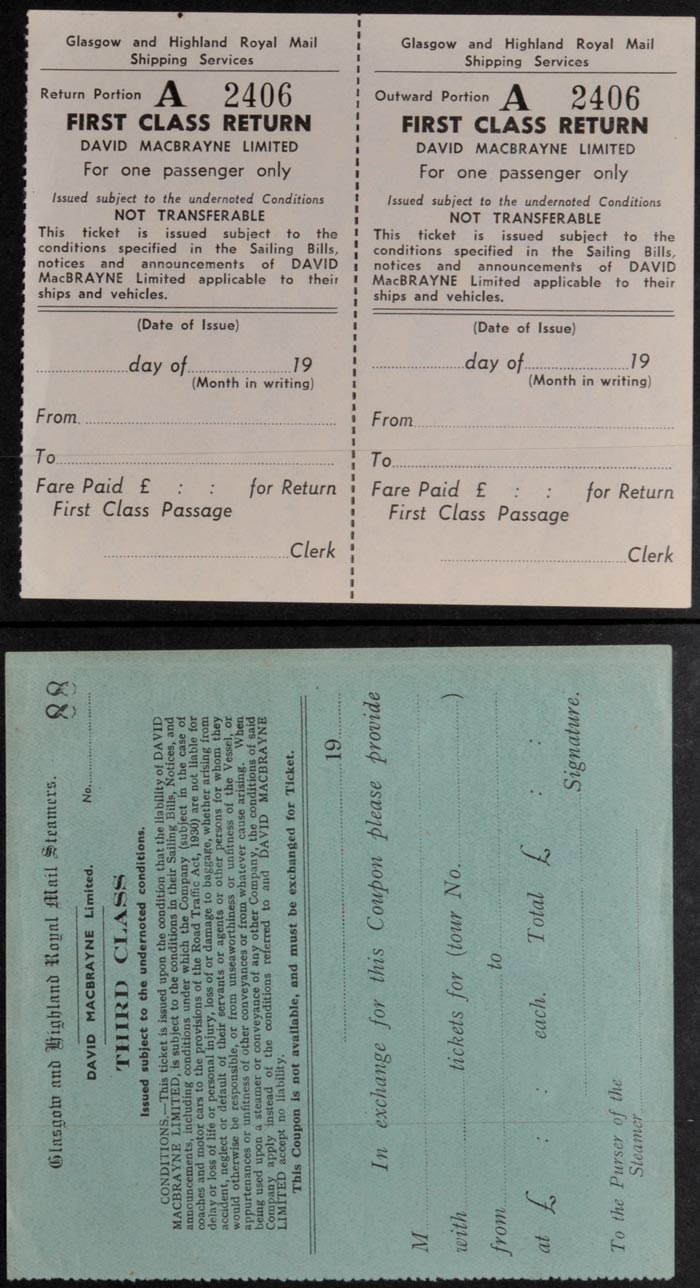 Glasgow and Highland Royal Mail
Shipping Services
Return Portion A 2406
FIRST CLASS RETURN
DAVID MACBRAYNE LIMITED
For one passenger only
Issued subject to the undernoted Conditions
NOT TRANSFERABLE
This ticket is issued subject to the
conditions specified in the Sailing Bills,
notices and announcements of DAVID
MacBRAYNE Limited applicable to their
ships and vehicles.
(Date of Issue)
day of 19
(Month in writing)
From
To
Fare Paid £ : : for Return
First Class Passage
Clerk
Glasgow and Highland Royal Mail
Shipping Services
Outward Portion A 2406
FIRST CLASS RETURN
DAVID MACBRAYNE LIMITED
For one passenger only
Issued subject to the undernoted Conditions
NOT TRANSFERABLE
This ticket is issued subject to the
conditions specified in the Sailing Bills,
notices and announcements of DAVID
MacBRAYNE Limited applicable to their
ships and vehicles.
(Date of Issue)
day of 19
(Month in writing)
From
To
Fare Paid £ : : for Return
First Class Passage
Clerk
Glasgow and Highland Royal Mail Steamers.
DAVID MACBRAYNE Limited. No.
THIRD CLASS
Issued subject to the undernoted conditions.
CONDITIONS.—This ticket is issued upon the condition that the liability of DAVID
MACBRAYNE LIMITED, is subject to the conditions in their Sailing Bills, Notices, and
announcements, including conditions under which the Company (subject in the case of
coaches and motor cars to the provisions of the Road Traffic Act, 1930) are not liable for
delay or loss of life or personal injury, loss of or damage to baggage, whether arising from
accident, neglect or default of their servants or agents or other persons for whom they
would otherwise be responsible, or from unseaworthiness or unfitness of the Vessel, or
appurtenances or unfitness of other conveyances or from whatever cause arising. When
being used upon a steamer or conveyance of any other Company, the conditions of said
Company apply instead of the conditions referred to and DAVID MACBRAYNE
LIMITED accept no liability.
This Coupon is not available, and must be exchanged for Ticket.
19
In exchange for this Coupon please provide
M
with tickets for (tour No. )
from to
at £ : : each. Total £ : :
Signature.
To the Purser of the
Steamer